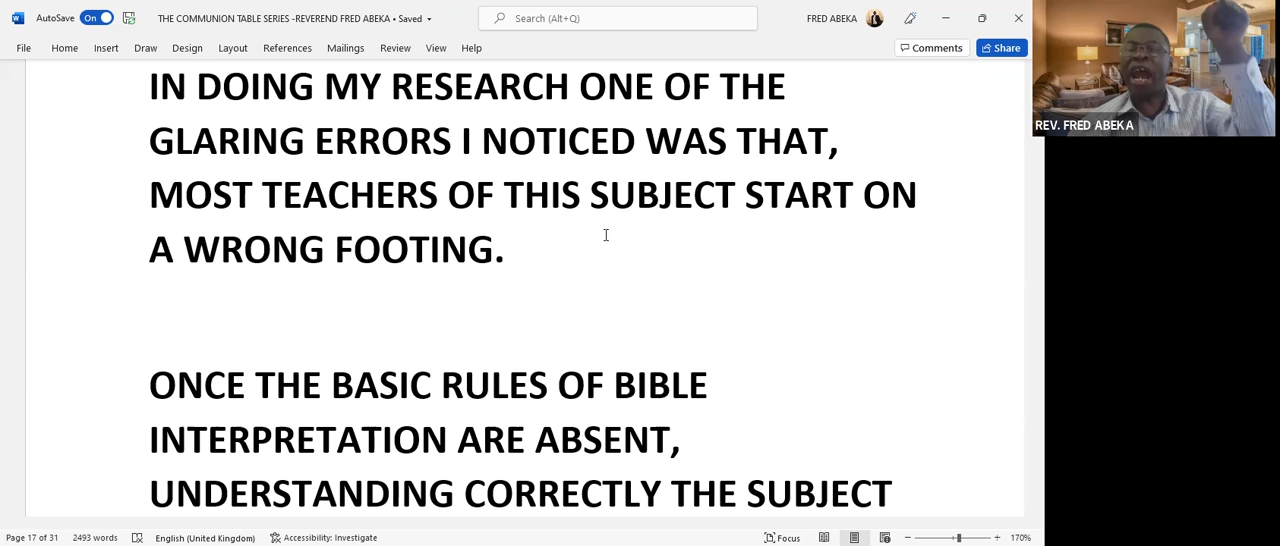 AutoSave On THE COMMUNION TABLE SERIES -REVEREND FRED ABEKA • Saved Search (Alt+Q) FRED ABEKA
File Home Insert Draw Design Layout References Mailings Review View Help Comments Share
REV. FRED ABEKA
IN DOING MY RESEARCH ONE OF THE
GLARING ERRORS I NOTICED WAS THAT,
MOST TEACHERS OF THIS SUBJECT START ON
A WRONG FOOTING.
ONCE THE BASIC RULES OF BIBLE
INTERPRETATION ARE ABSENT,
UNDERSTANDING CORRECTLY THE SUBJECT
Page 17 of 31 2493 words English (United Kingdom) Accessibility: Investigate Focus 170%